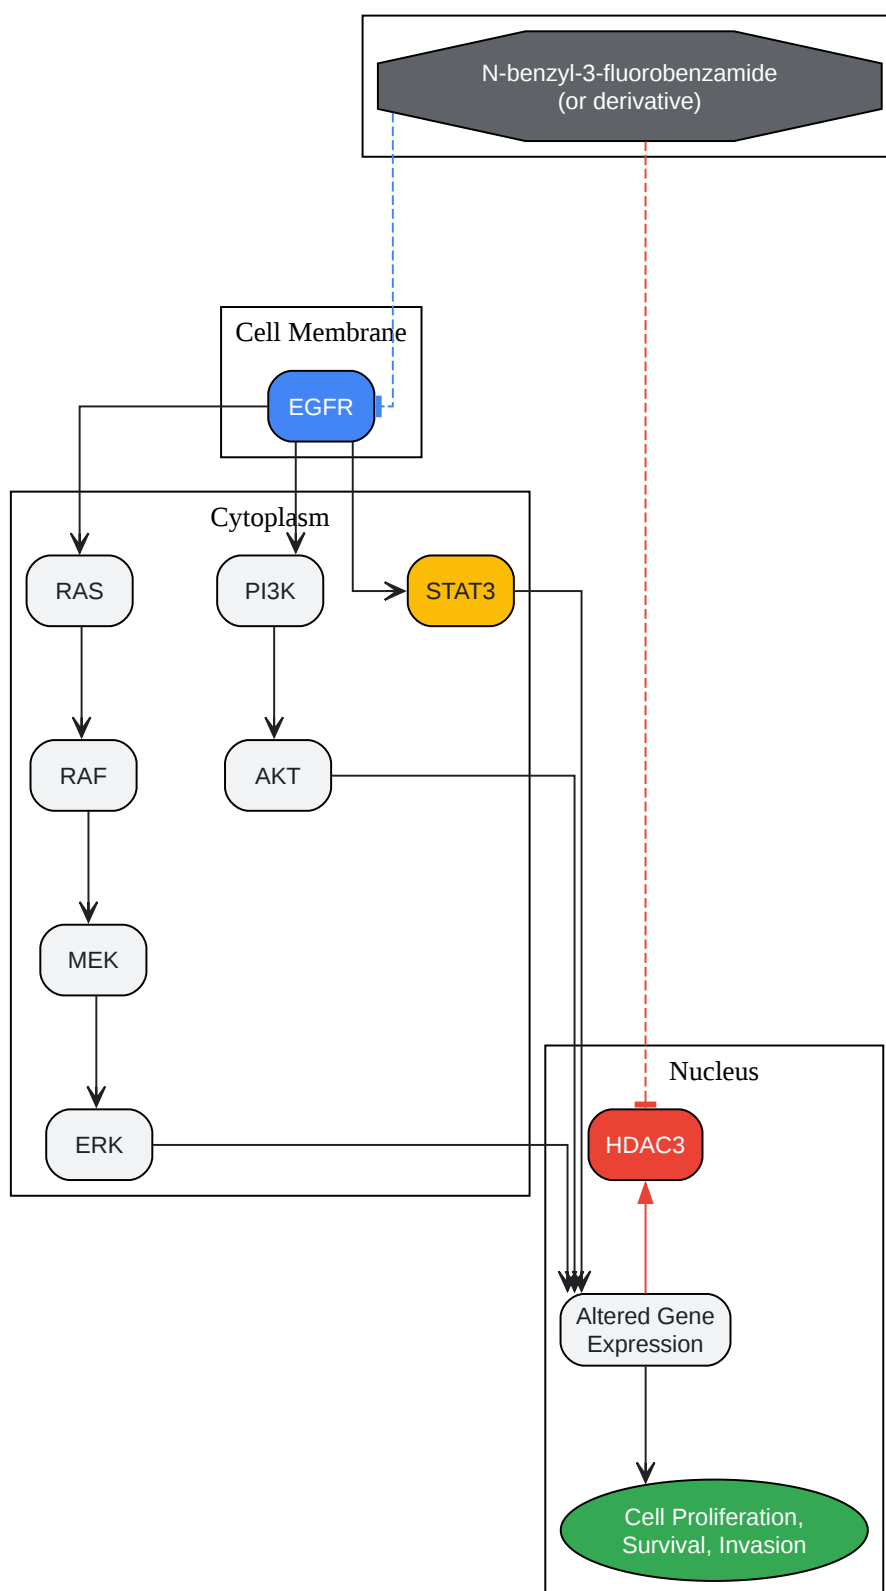 N-benzyl-3-fluorobenzamide
(or derivative)
Cell Membrane
EGFR
Cytoplasm
RAS
PI3K
STAT3
RAF
AKT
MEK
Nucleus
ERK
HDAC3
Altered Gene
Expression
Cell Proliferation,
Survival, Invasion